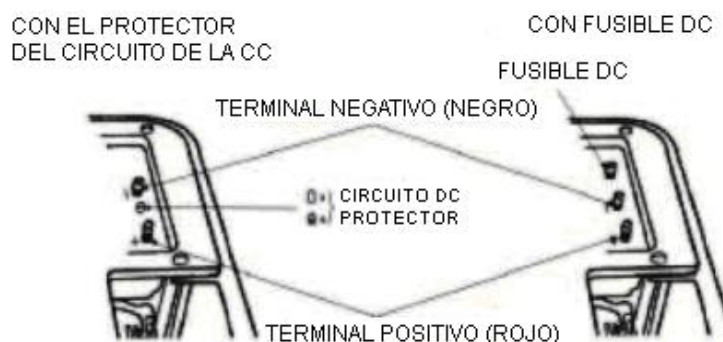 CON EL PROTECTOR
DEL CIRCUITO DE LA CC
CON FUSIBLE DC
FUSIBLE DC
TERMINAL NEGATIVO (NEGRO)
CIRCUITO DC
PROTECTOR
TERMINAL POSITIVO (ROJO)